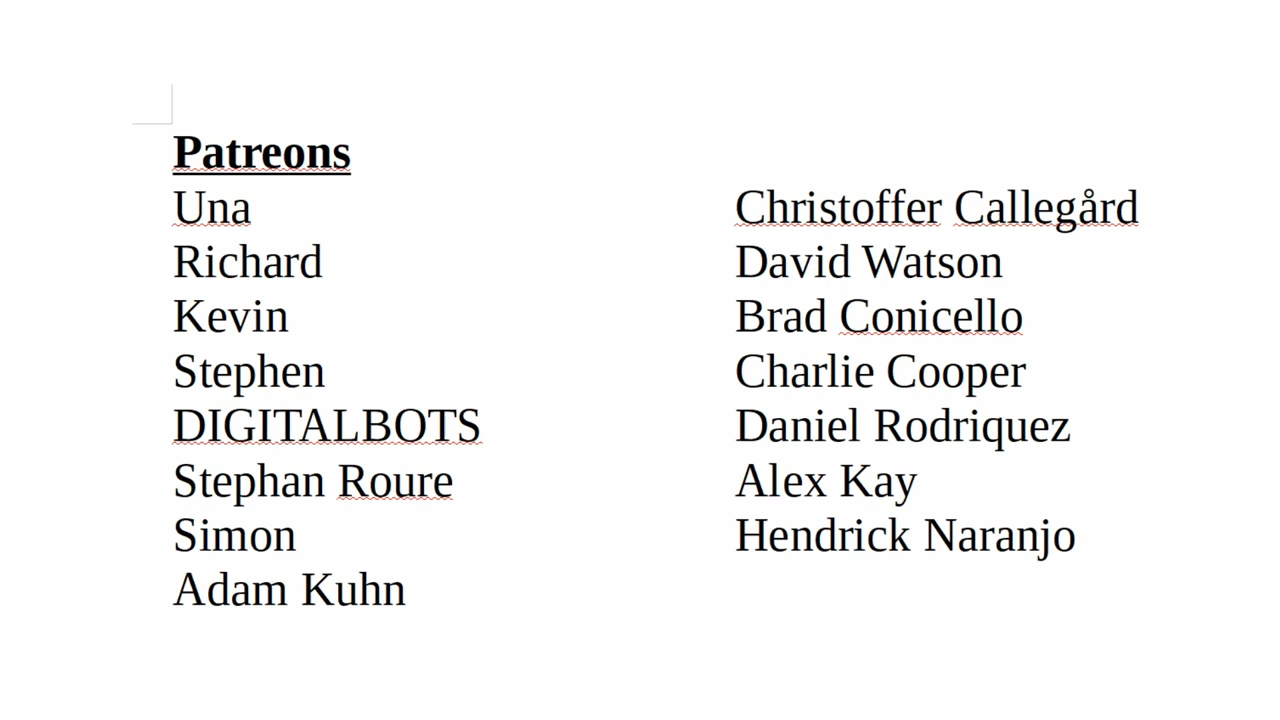 Patreons
Una
Richard
Kevin
Stephen
DIGITALBOTS
Stephan Roure
Simon
Adam Kuhn
Christoffer Callegård
David Watson
Brad Conicello
Charlie Cooper
Daniel Rodriquez
Alex Kay
Hendrick Naranjo